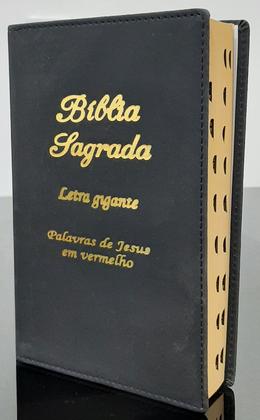 Bíblia
Sagrada
Letra gigante
Palavras de Jesus
em vermelho